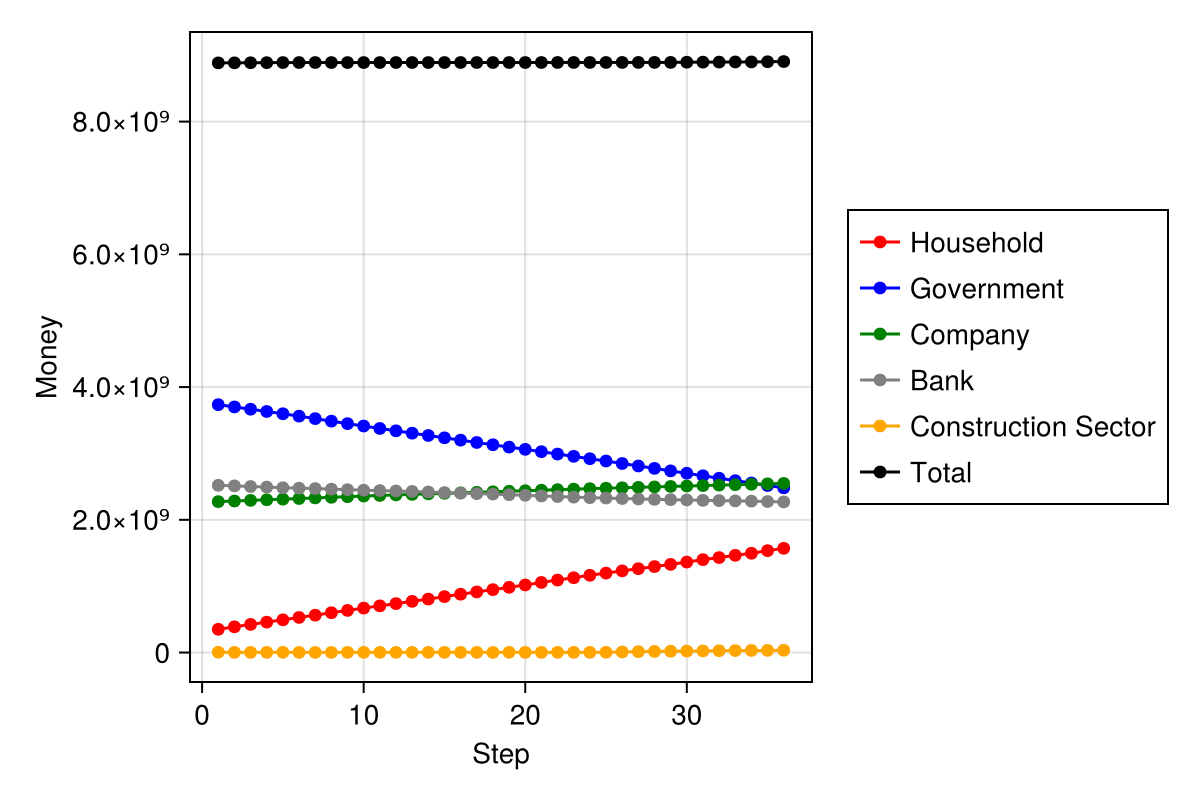 8.0×10⁹
6.0×10⁹
4.0×10⁹
2.0×10⁹
0
Money
0 10 20 30
Step
Household
Government
Company
Bank
Construction Sector
Total